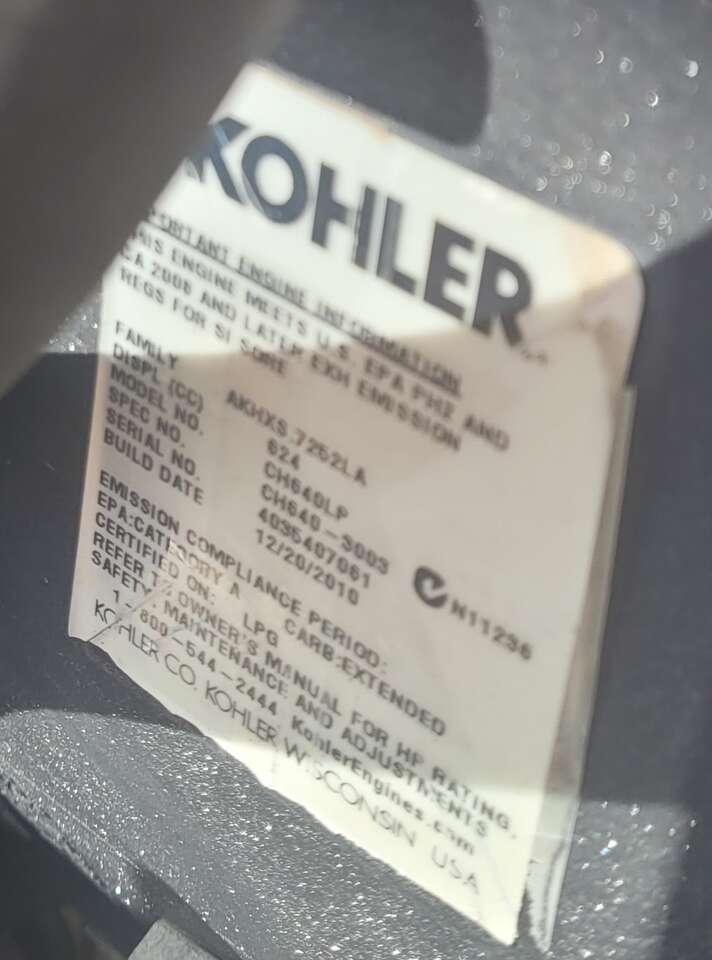 KOHLER
IMPORTANT ENGINE INFORMATION
THIS ENGINE MEETS U.S. EPA PH2 AND
CA 2008 AND LATER EXH EMISSION
REGS FOR SI SORE
FAMILY AKHXS.7252LA
DISPL (CC) 624
MODEL NO. CH640LP
SPEC NO. CH640-3003
SERIAL NO. 4035407061
BUILD DATE 12/20/2010
N11236
EMISSION COMPLIANCE PERIOD:
EPA:CATEGORY A CARB:EXTENDED
CERTIFIED ON: LPG
REFER TO OWNER'S MANUAL FOR HP RATING,
SAFETY, MAINTENANCE AND ADJUSTMENTS
1-800-544-2444 KohlerEngines.com
KOHLER CO. KOHLER WISCONSIN USA